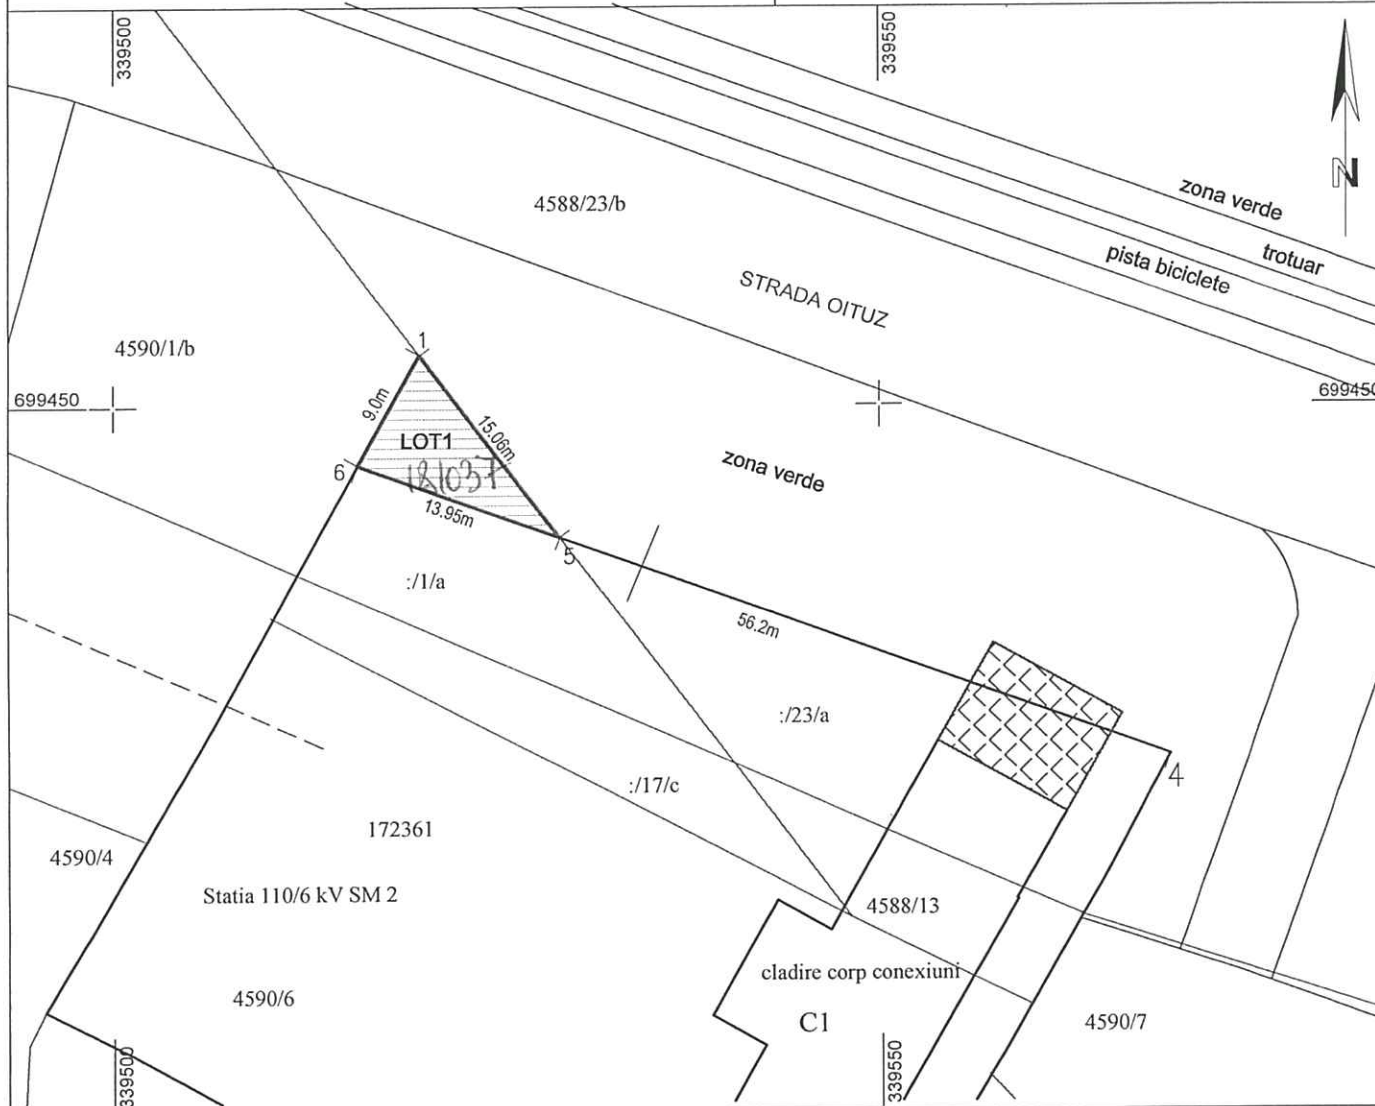 339500
339550
N
zona verde
4588/23/b
trotuar
pista biciclete
STRADA OITUZ
1
4590/1/b
699450
699450
9.0m
15.06m.
LOT1
181037
6
zona verde
13.95m
5
:/1/a
56.2m
:/23/a
4
:/17/c
172361
4590/4
Statia 110/6 kV SM 2
4588/13
cladire corp conexiuni
4590/6
C1
4590/7
339500
339550